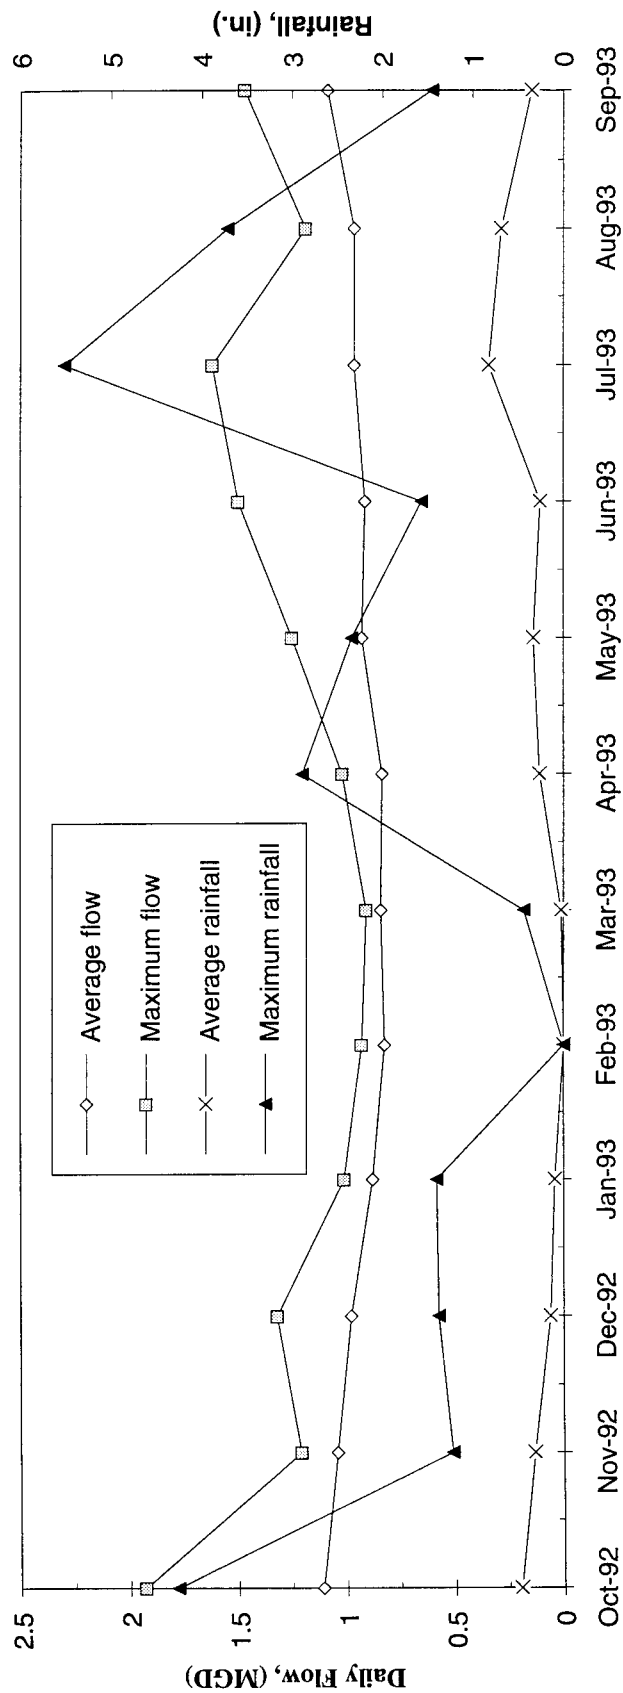 Daily Flow, (MGD)
2.5
2
1.5
1
0.5
0
Average flow
Maximum flow
Average rainfall
Maximum rainfall
Rainfall, (in.)
6
5
4
3
2
1
0
Oct-92 Nov-92 Dec-92 Jan-93 Feb-93 Mar-93 Apr-93 May-93 Jun-93 Jul-93 Aug-93 Sep-93